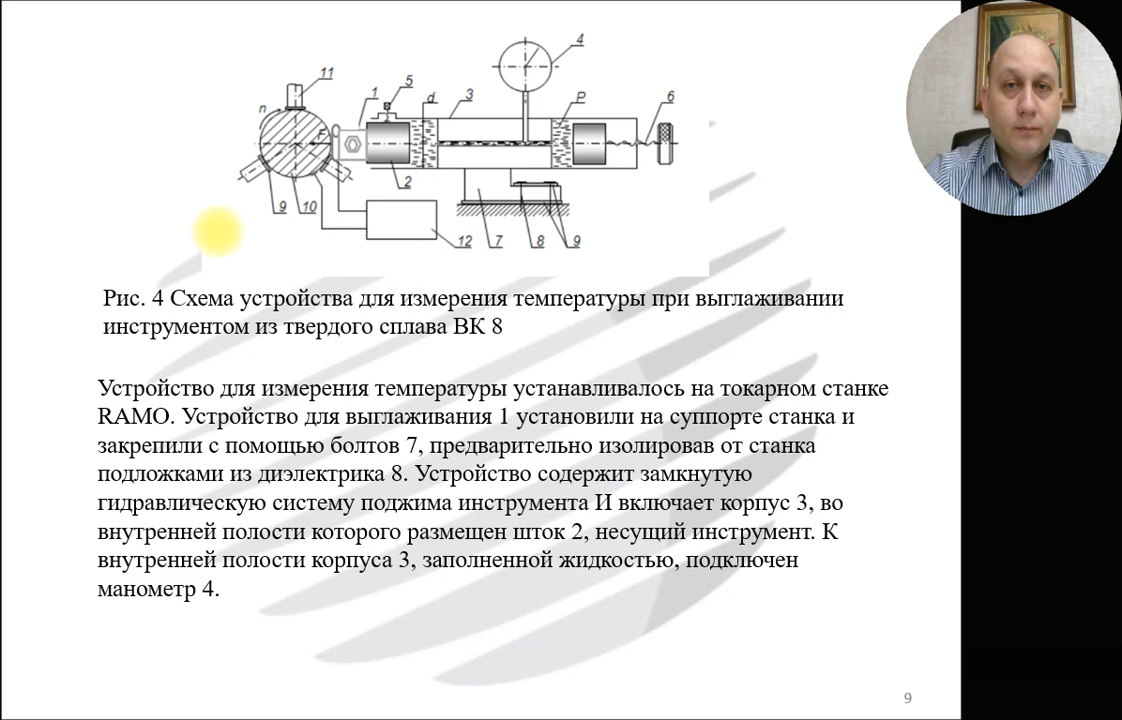 4
11
5
1
d
3
P
6
n
F
2
9
10
12
7
8
9
Рис. 4 Схема устройства для измерения температуры при выглаживании
инструментом из твердого сплава ВК 8
Устройство для измерения температуры устанавливалось на токарном станке
RAMO. Устройство для выглаживания 1 установили на суппорте станка и
закрепили с помощью болтов 7, предварительно изолировав от станка
подложками из диэлектрика 8. Устройство содержит замкнутую
гидравлическую систему поджима инструмента И включает корпус 3, во
внутренней полости которого размещен шток 2, несущий инструмент. К
внутренней полости корпуса 3, заполненной жидкостью, подключен
манометр 4.
9